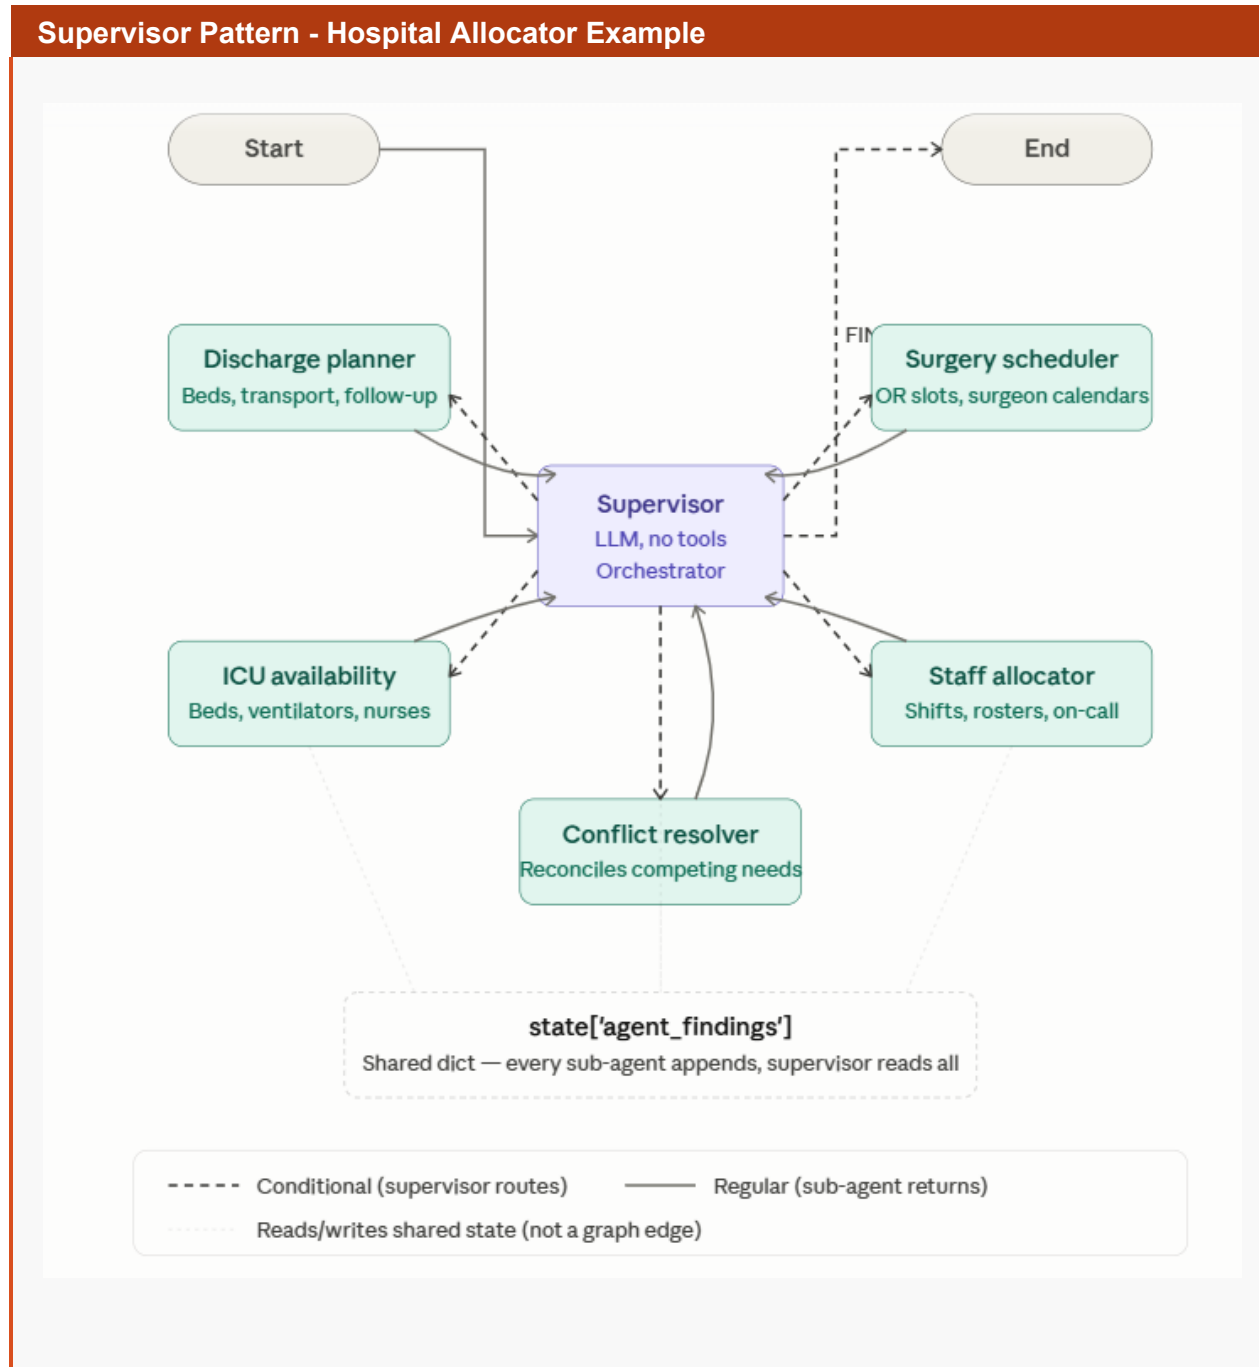 Supervisor Pattern - Hospital Allocator Example
Start
End
Discharge planner
Beds, transport, follow-up
Surgery scheduler
OR slots, surgeon calendars
Supervisor
LLM, no tools
Orchestrator
ICU availability
Beds, ventilators, nurses
Staff allocator
Shifts, rosters, on-call
Conflict resolver
Reconciles competing needs
state['agent_findings']
Shared dict — every sub-agent appends, supervisor reads all
Conditional (supervisor routes)
Regular (sub-agent returns)
Reads/writes shared state (not a graph edge)